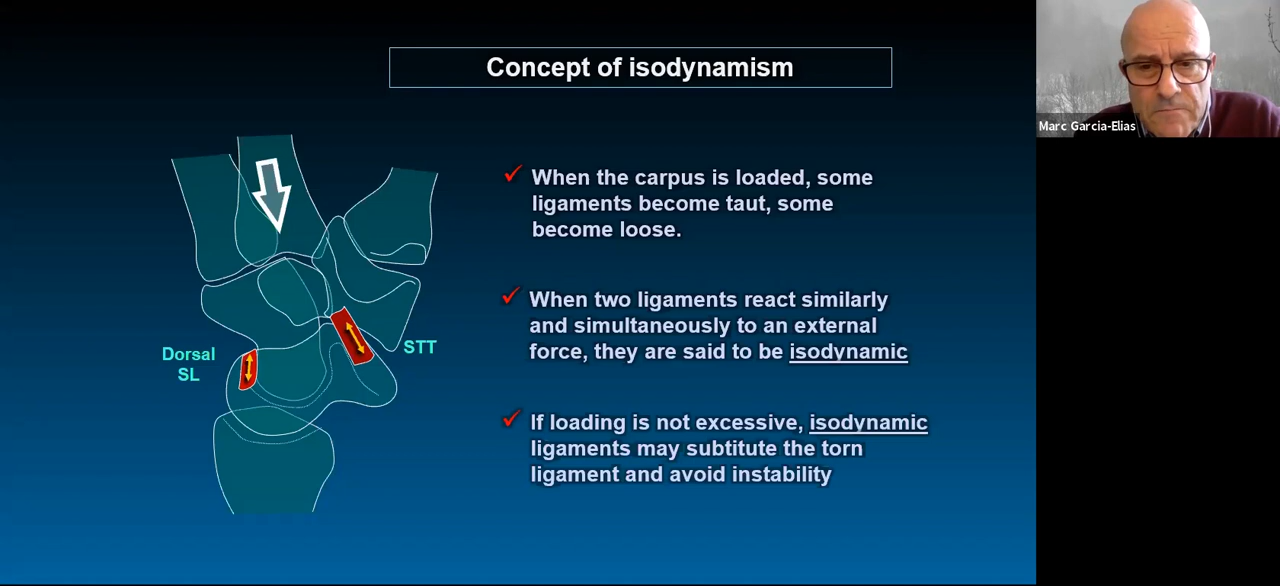 Concept of isodynamism
Marc Garcia-Elias
When the carpus is loaded, some
ligaments become taut, some
become loose.
When two ligaments react similarly
and simultaneously to an external
force, they are said to be isodynamic
Dorsal
SL
STT
If loading is not excessive, isodynamic
ligaments may subtitute the torn
ligament and avoid instability